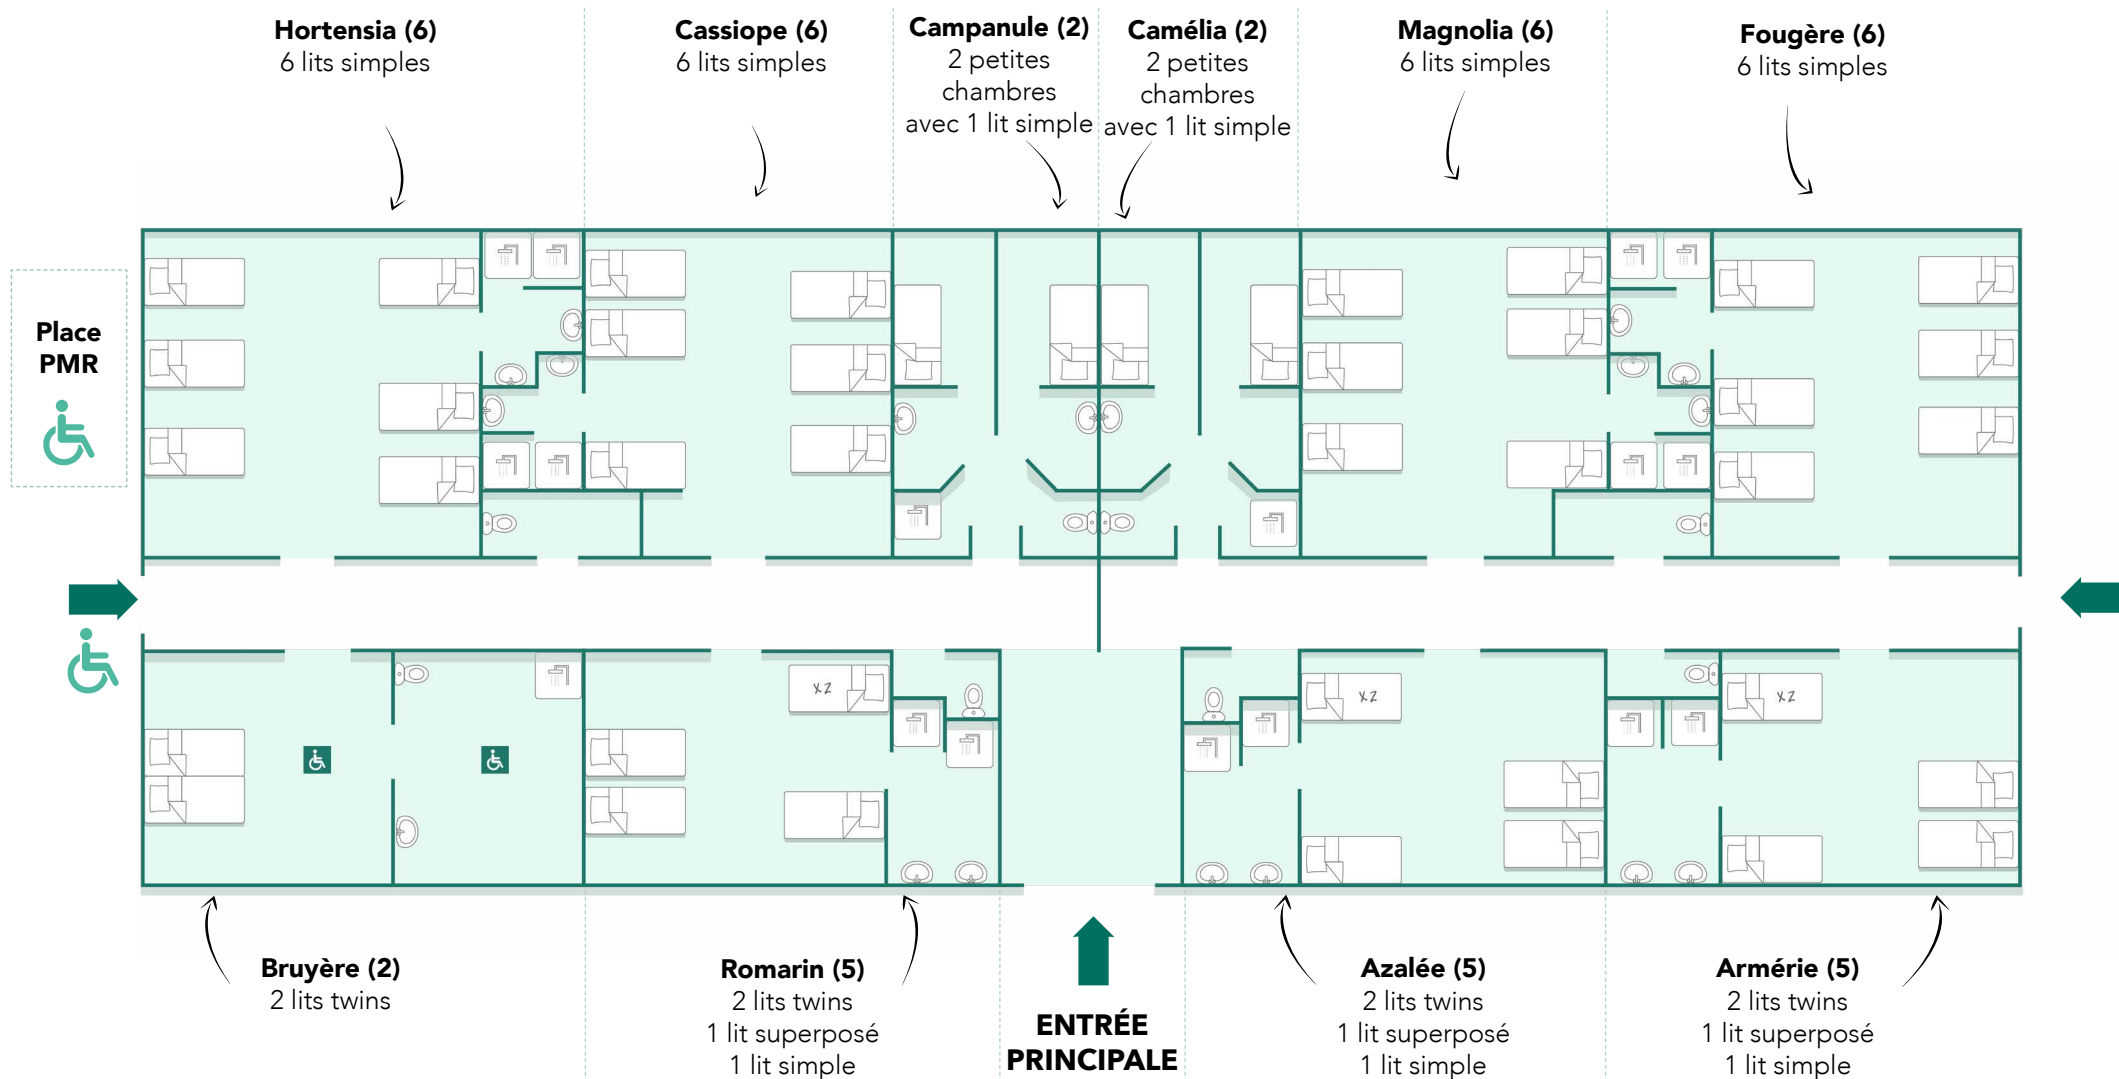 Hortensia (6)
6 lits simples
Cassiope (6)
6 lits simples
Campanule (2)
2 petites
chambres
avec 1 lit simple
Camélia (2)
2 petites
chambres
avec 1 lit simple
Magnolia (6)
6 lits simples
Fougère (6)
6 lits simples
Place
PMR
X2
X2
X2
Bruyère (2)
2 lits twins
Romarin (5)
2 lits twins
1 lit superposé
1 lit simple
ENTRÉE
PRINCIPALE
Azalée (5)
2 lits twins
1 lit superposé
1 lit simple
Armérie (5)
2 lits twins
1 lit superposé
1 lit simple